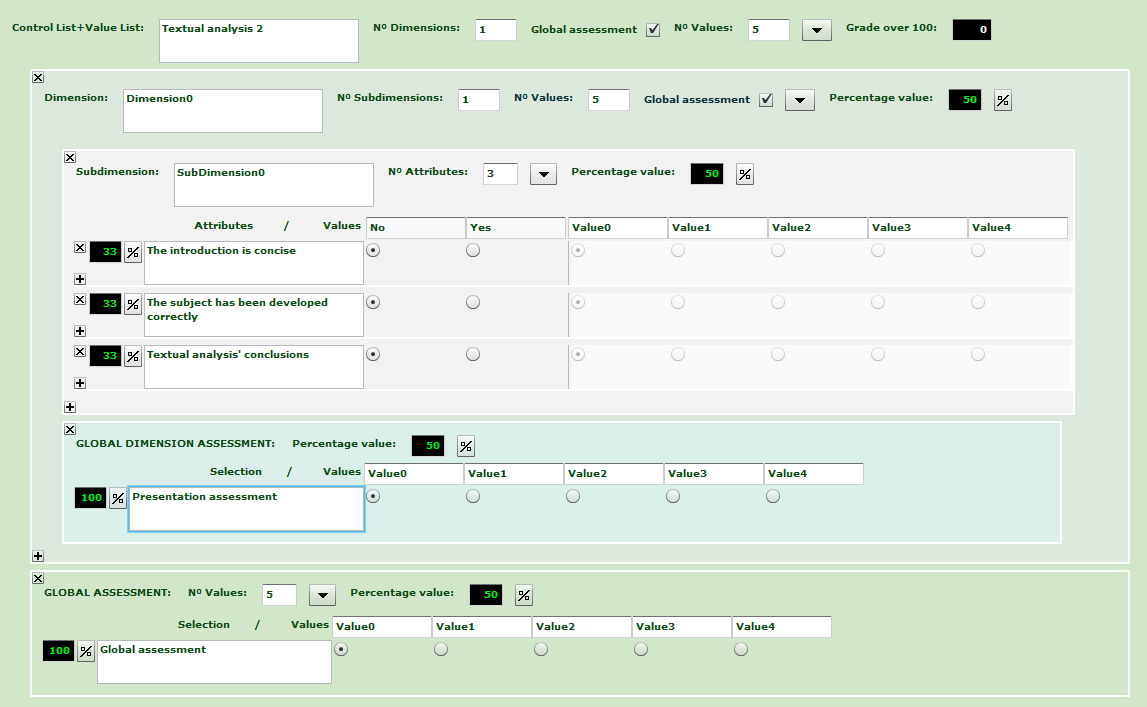 Control List+Value List: Textual analysis 2 Nº Dimensions: 1 Global assessment Nº Values: 5 Grade over 100: 0
Dimension: Dimension0 Nº Subdimensions: 1 Nº Values: 5 Global assessment Percentage value: 50 %
Subdimension: SubDimension0 Nº Attributes: 3 Percentage value: 50 %
Attributes / Values No Yes Value0 Value1 Value2 Value3 Value4
33 % The introduction is concise
33 % The subject has been developed
correctly
33 % Textual analysis' conclusions
GLOBAL DIMENSION ASSESSMENT: Percentage value: 50 %
Selection / Values Value0 Value1 Value2 Value3 Value4
100 % Presentation assessment
GLOBAL ASSESSMENT: Nº Values: 5 Percentage value: 50 %
Selection / Values Value0 Value1 Value2 Value3 Value4
100 % Global assessment